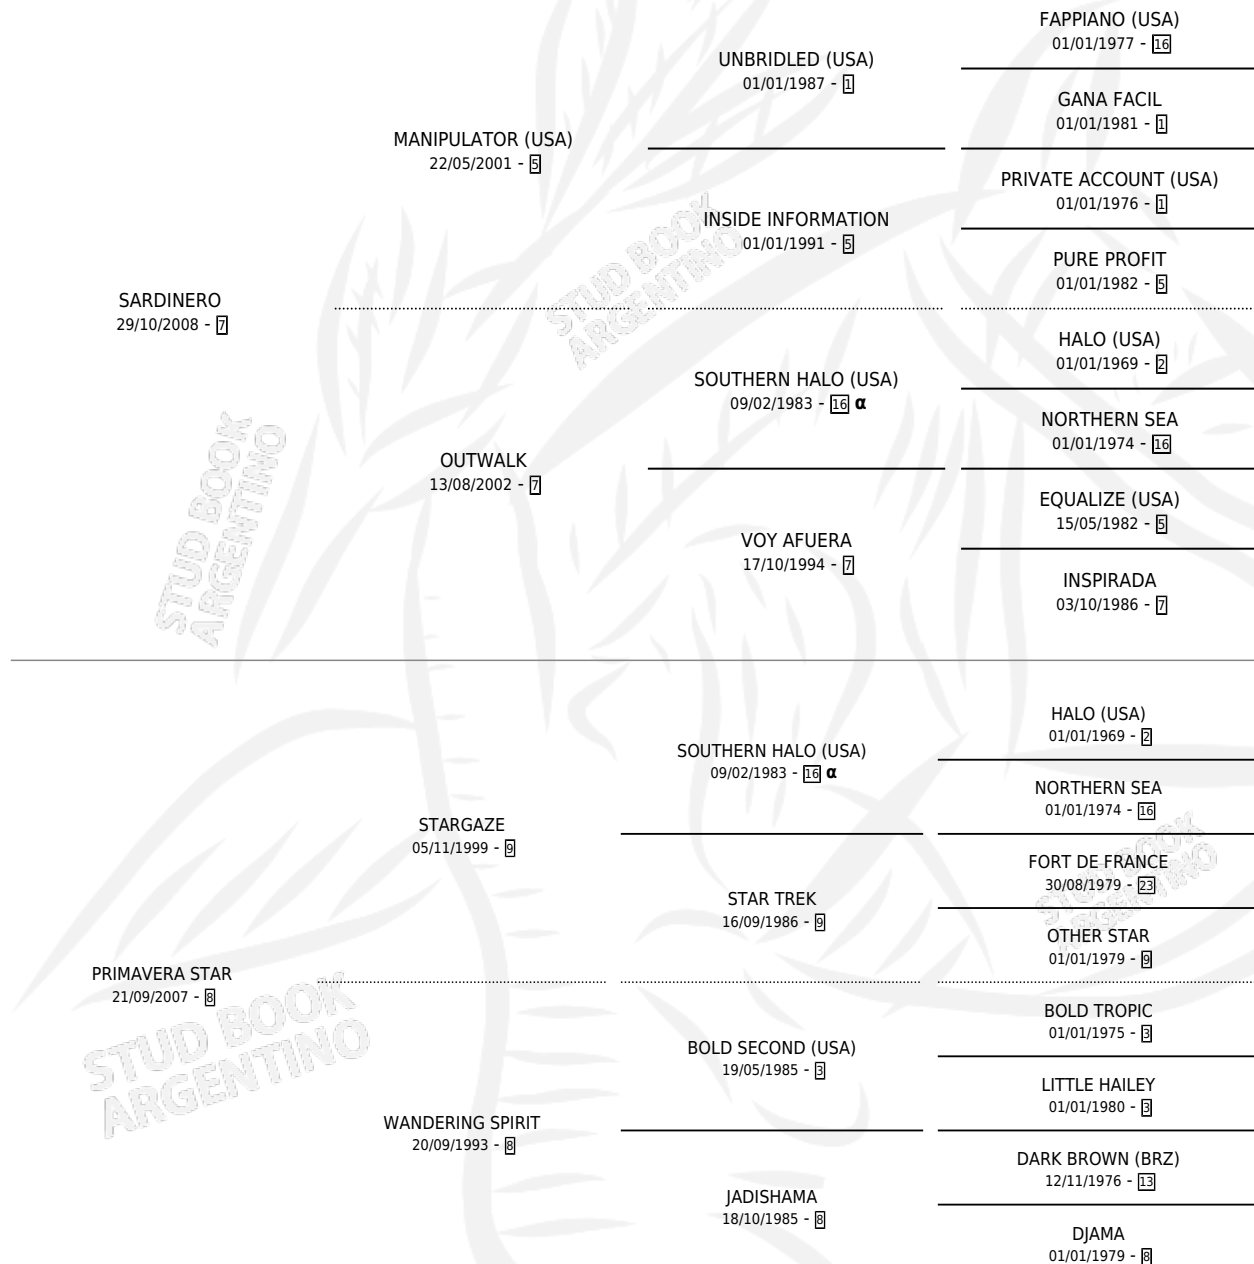 FAPPIANO (USA)
01/01/1977 - 16
UNBRIDLED (USA)
01/01/1987 - 1
GANA FACIL
01/01/1981 - 1
MANIPULATOR (USA)
22/05/2001 - 5
PRIVATE ACCOUNT (USA)
01/01/1976 - 1
INSIDE INFORMATION
01/01/1991 - 5
PURE PROFIT
01/01/1982 - 5
SARDINERO
29/10/2008 - 7
STUD BOOK
ARGENTINO
HALO (USA)
01/01/1969 - 2
SOUTHERN HALO (USA)
09/02/1983 - 16 α
NORTHERN SEA
01/01/1974 - 16
OUTWALK
13/08/2002 - 7
EQUALIZE (USA)
15/05/1982 - 5
VOY AFUERA
17/10/1994 - 7
INSPIRADA
03/10/1986 - 7
STUD BOOK
ARGENTINO
HALO (USA)
01/01/1969 - 2
SOUTHERN HALO (USA)
09/02/1983 - 16 α
NORTHERN SEA
01/01/1974 - 16
STARGAZE
05/11/1999 - 9
FORT DE FRANCE
30/08/1979 - 23
STUD BOOK
ARGENTINO
STAR TREK
16/09/1986 - 9
OTHER STAR
01/01/1979 - 9
PRIMAVERA STAR
21/09/2007 - 8
STUD BOOK
ARGENTINO
BOLD TROPIC
01/01/1975 - 3
BOLD SECOND (USA)
19/05/1985 - 3
LITTLE HAILEY
01/01/1980 - 3
WANDERING SPIRIT
20/09/1993 - 8
DARK BROWN (BRZ)
12/11/1976 - 13
JADISHAMA
18/10/1985 - 8
DJAMA
01/01/1979 - 8